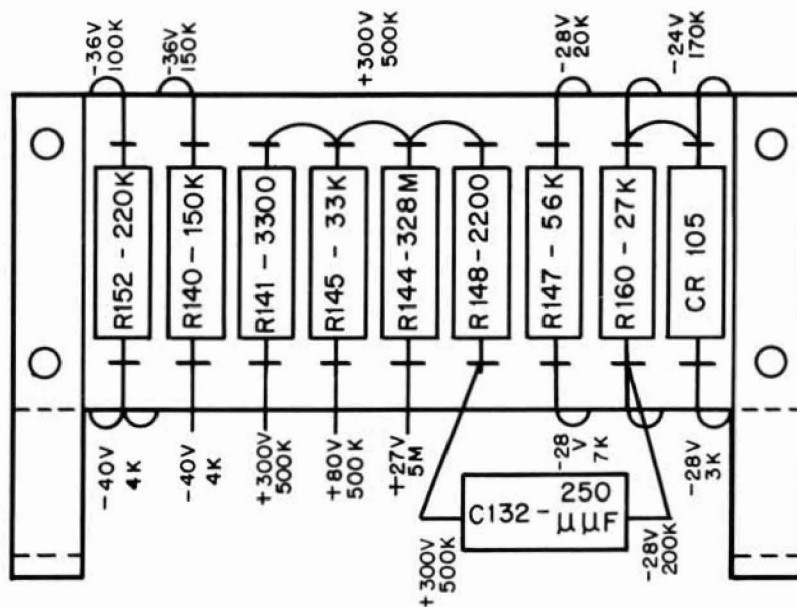 -36V
100K
-36V
150K
+300V
500K
-28V
20K
-24V
170K
R152 - 220K
R140 - 150K
R141 - 3300
R145 - 33K
R144 - 328M
R148 - 2200
R147 - 56K
R160 - 27K
CR 105
-40V
4K
-40V
4K
+300V
500K
+80V
500K
+27V
5M
-28
V
7K
-28V
3K
C132 - 250
µµF
+300V
500K
-28V
200K